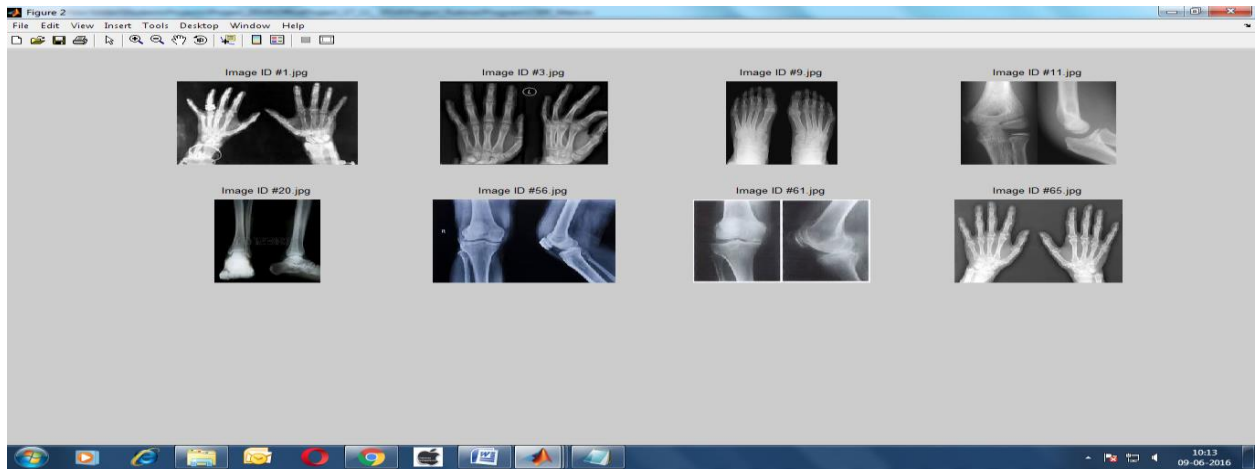 Figure 2
File Edit View Insert Tools Desktop Window Help
Image ID #1.jpg
Image ID #3.jpg
Image ID #9.jpg
Image ID #11.jpg
Image ID #20.jpg
Image ID #56.jpg
Image ID #61.jpg
Image ID #65.jpg
R
10:13
09-06-2016